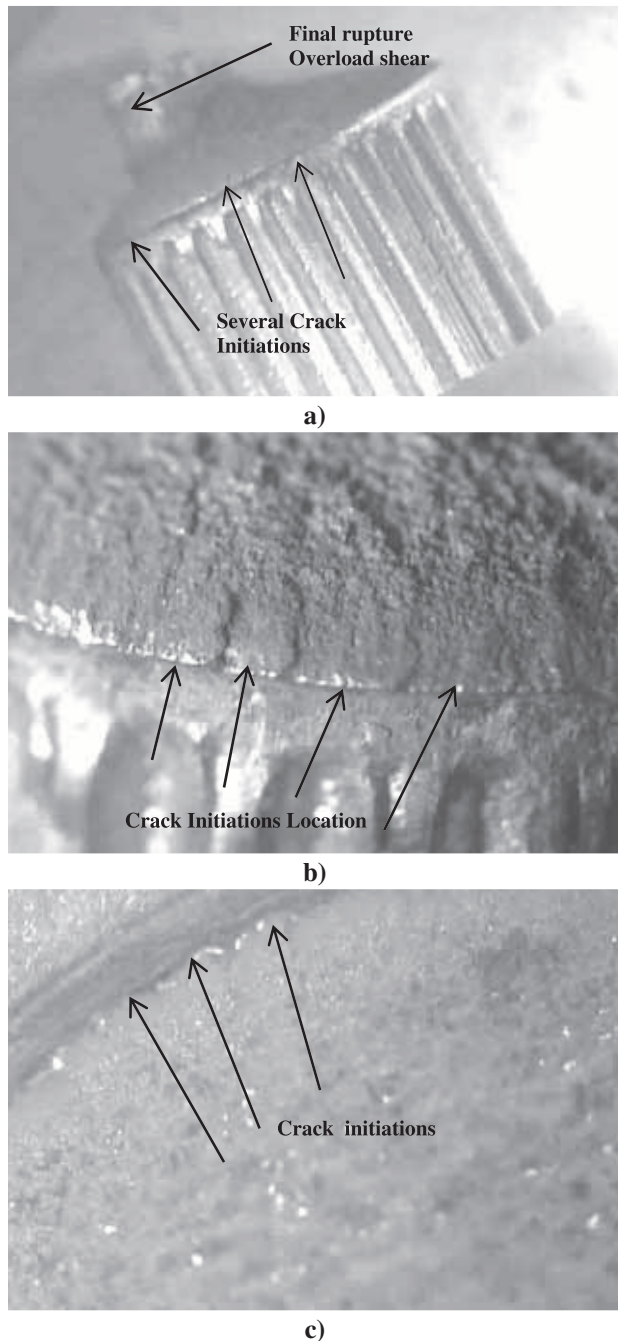 Final rupture
Overload shear
Several Crack
Initiations
a)
Crack Initiations Location
b)
Crack initiations
c)